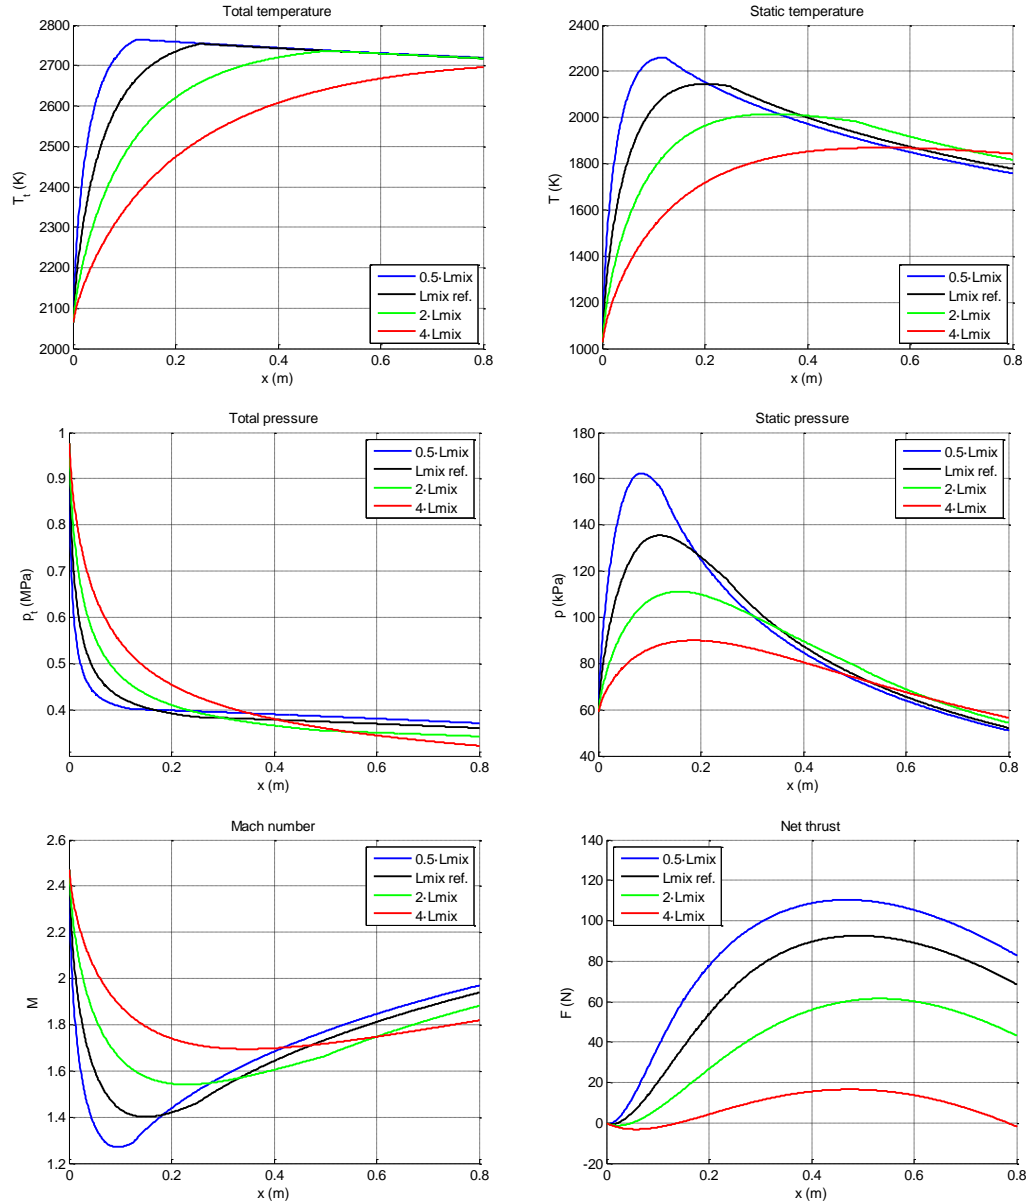 Total temperature
2800
2700
2600
2500
2400
2300
2200
2100
2000
T_t (K)
0 0.2 0.4 0.6 0.8
x (m)
0.5·Lmix
Lmix ref.
2·Lmix
4·Lmix
Static temperature
2400
2200
2000
1800
1600
1400
1200
1000
T (K)
0 0.2 0.4 0.6 0.8
x (m)
0.5·Lmix
Lmix ref.
2·Lmix
4·Lmix
Total pressure
1
0.9
0.8
0.7
0.6
0.5
0.4
p_t (MPa)
0 0.2 0.4 0.6 0.8
x (m)
0.5·Lmix
Lmix ref.
2·Lmix
4·Lmix
Static pressure
180
160
140
120
100
80
60
40
p (kPa)
0 0.2 0.4 0.6 0.8
x (m)
0.5·Lmix
Lmix ref.
2·Lmix
4·Lmix
Mach number
2.6
2.4
2.2
2
1.8
1.6
1.4
1.2
M
0 0.2 0.4 0.6 0.8
x (m)
0.5·Lmix
Lmix ref.
2·Lmix
4·Lmix
Net thrust
140
120
100
80
60
40
20
0
-20
F (N)
0 0.2 0.4 0.6 0.8
x (m)
0.5·Lmix
Lmix ref.
2·Lmix
4·Lmix